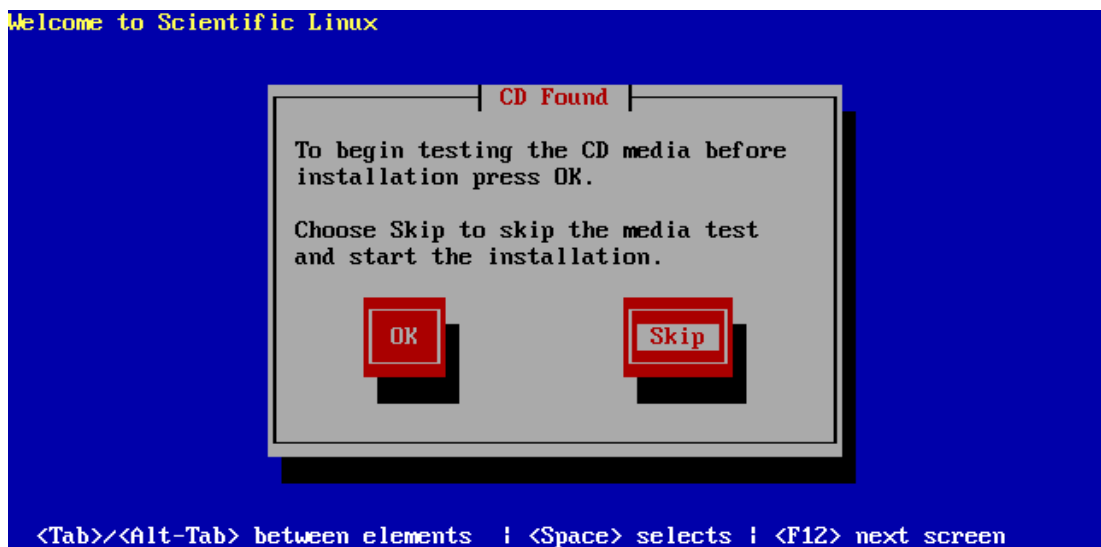 Welcome to Scientific Linux
CD Found
To begin testing the CD media before
installation press OK.
Choose Skip to skip the media test
and start the installation.
OK
Skip
<Tab>/<Alt-Tab> between elements | <Space> selects | <F12> next screen